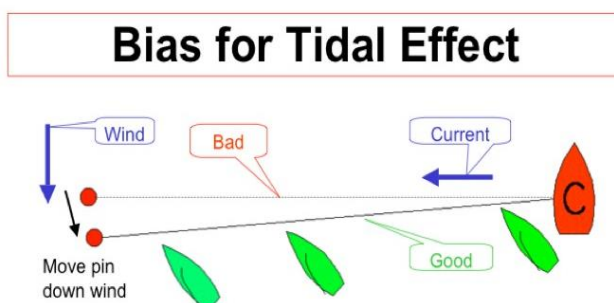 Bias for Tidal Effect
Wind
Bad
Current
C
Good
Move pin
down wind